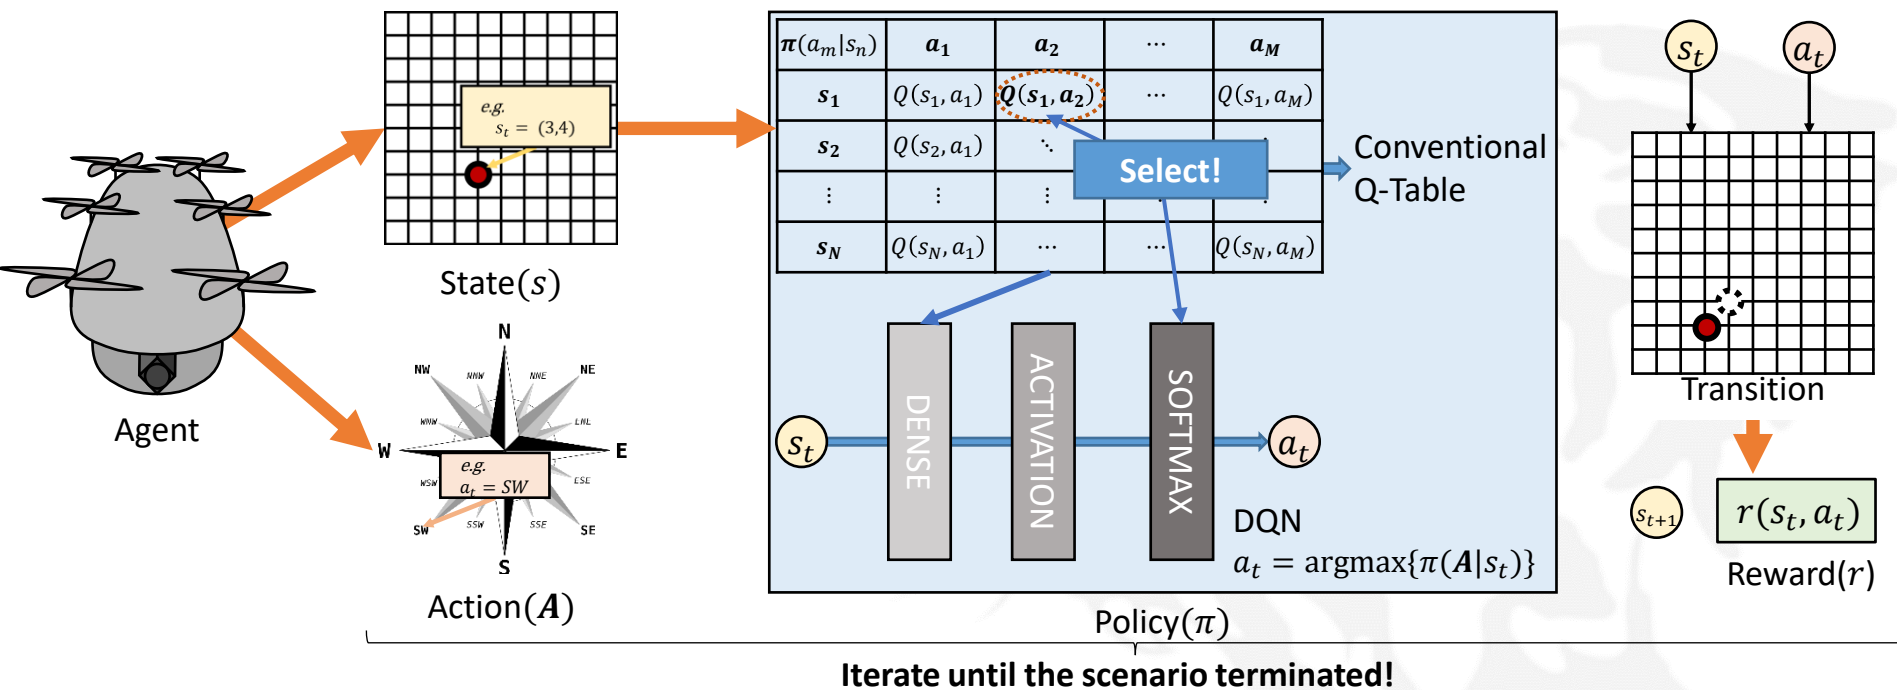 Agent
e.g.
s_t = (3,4)
State(s)
N
NW
NNW
NNE
NE
WNW
W
E
e.g.
a_t = SW
WSW
ESE
SW
SSW
SSE
SE
S
Action(A)
π(a_m|s_n) a_1 a_2 ⋯ a_M
s_1 Q(s_1, a_1) Q(s_1, a_2) ⋯ Q(s_1, a_M)
s_2 Q(s_2, a_1) ⋱
⋮ ⋮ ⋮
s_N Q(s_N, a_1) ⋯ ⋯ Q(s_N, a_M)
Select!
Conventional
Q-Table
s_t
DENSE
ACTIVATION
SOFTMAX
a_t
DQN
a_t = argmax{π(A|s_t)}
Policy(π)
s_t
a_t
Transition
s_{t+1}
r(s_t, a_t)
Reward(r)
Iterate until the scenario terminated!